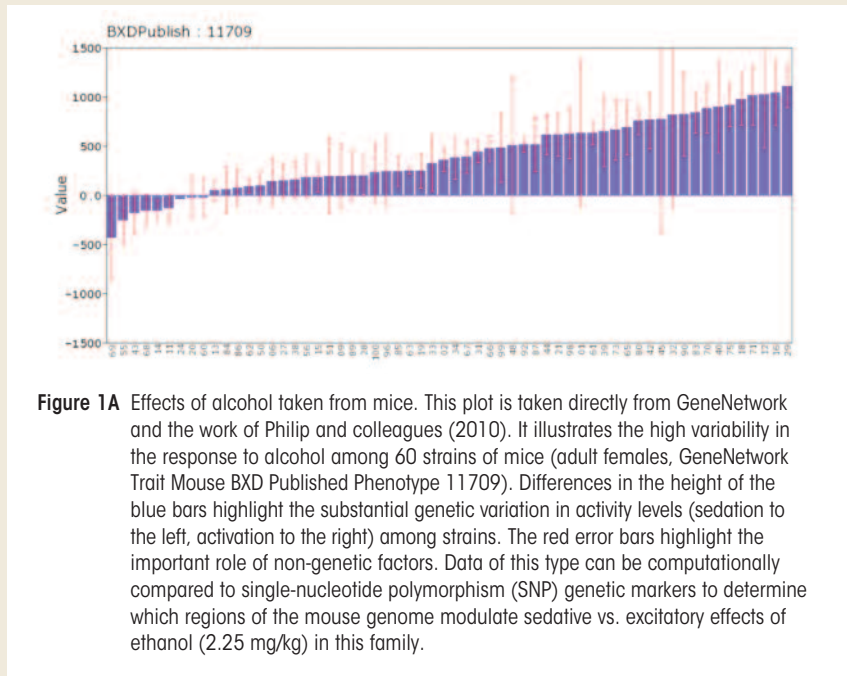 BXDPublish : 11709
1500
1000
500
0.0
−500
−1000
−1500
Value
Figure 1A Effects of alcohol taken from mice. This plot is taken directly from GeneNetwork
and the work of Philip and colleagues (2010). It illustrates the high variability in
the response to alcohol among 60 strains of mice (adult females, GeneNetwork
Trait Mouse BXD Published Phenotype 11709). Differences in the height of the
blue bars highlight the substantial genetic variation in activity levels (sedation to
the left, activation to the right) among strains. The red error bars highlight the
important role of non-genetic factors. Data of this type can be computationally
compared to single-nucleotide polymorphism (SNP) genetic markers to determine
which regions of the mouse genome modulate sedative vs. excitatory effects of
ethanol (2.25 mg/kg) in this family.